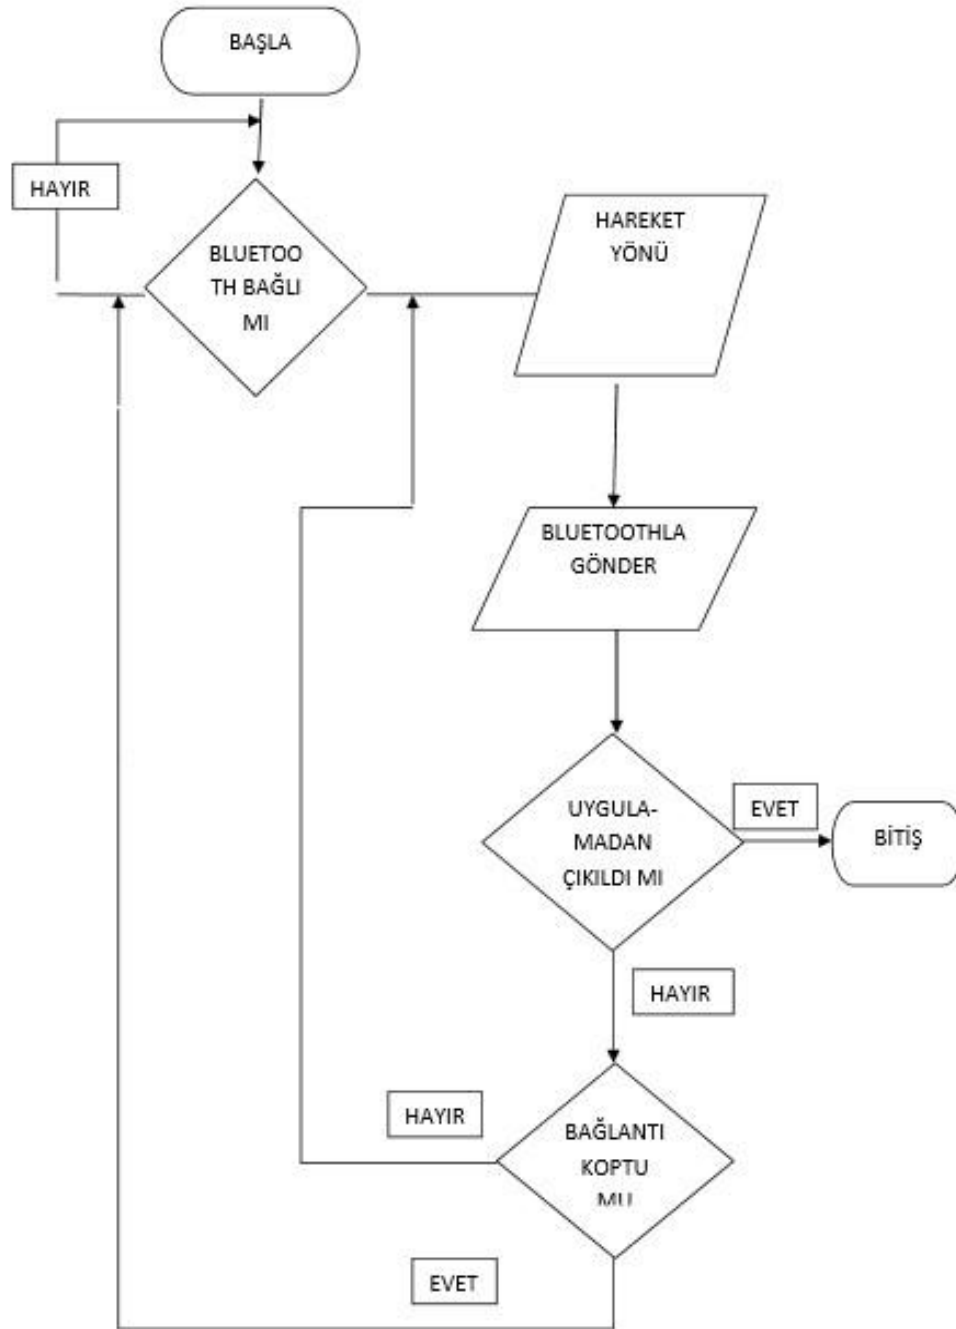 BAŞLA
HAYIR
BLUETOO
TH BAĞLI
MI
HAREKET
YÖNÜ
BLUETOOTHLA
GÖNDER
UYGULA-
MADAN
ÇIKILDI MI
EVET
BİTİŞ
HAYIR
HAYIR
BAĞLANTI
KOPTU
MU
EVET